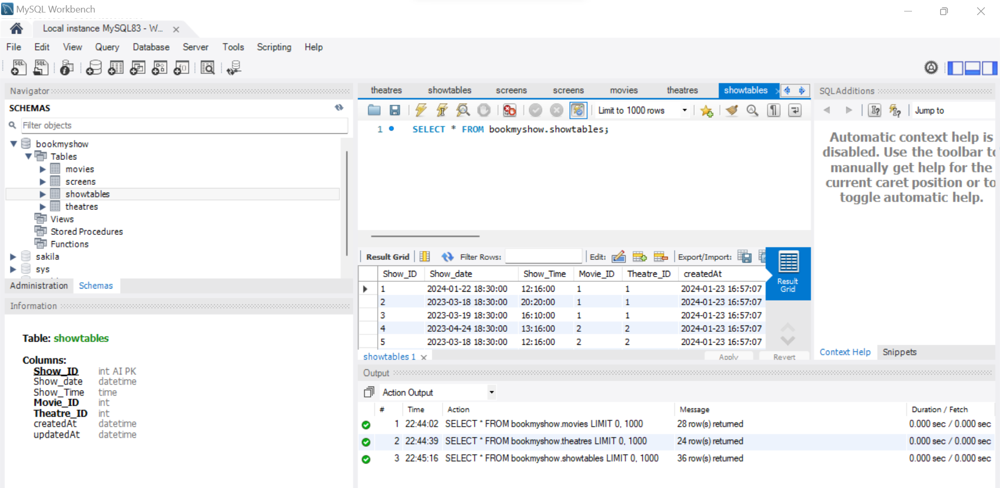 MySQL Workbench
Local instance MySQL83 - W...
File Edit View Query Database Server Tools Scripting Help
Navigator
SCHEMAS
Filter objects
bookmyshow
Tables
movies
screens
showtables
theatres
Views
Stored Procedures
Functions
sakila
sys
Administration Schemas
Information
Table: showtables
Columns:
Show_ID int AI PK
Show_date datetime
Show_Time time
Movie_ID int
Theatre_ID int
createdAt datetime
updatedAt datetime
theatres showtables screens screens movies theatres showtables
Limit to 1000 rows
1 SELECT * FROM bookmyshow.showtables;
Result Grid Filter Rows: Edit: Export/Import:
Show_ID Show_date Show_Time Movie_ID Theatre_ID createdAt
1 2024-01-22 18:30:00 12:16:00 1 1 2024-01-23 16:57:07
2 2023-03-18 18:30:00 20:20:00 1 1 2024-01-23 16:57:07
3 2023-03-19 18:30:00 16:10:00 1 1 2024-01-23 16:57:07
4 2023-04-24 18:30:00 13:16:00 2 2 2024-01-23 16:57:07
5 2023-03-18 18:30:00 12:16:00 2 2 2024-01-23 16:57:07
Result
Grid
showtables 1 Apply Revert
SQLAdditions
Jump to
Automatic context help is
disabled. Use the toolbar to
manually get help for the
current caret position or to
toggle automatic help.
Context Help Snippets
Output
Action Output
# Time Action Message Duration / Fetch
1 22:44:02 SELECT * FROM bookmyshow.movies LIMIT 0, 1000 28 row(s) returned 0.000 sec / 0.000 sec
2 22:44:39 SELECT * FROM bookmyshow.theatres LIMIT 0, 1000 24 row(s) returned 0.000 sec / 0.000 sec
3 22:45:16 SELECT * FROM bookmyshow.showtables LIMIT 0, 1000 36 row(s) returned 0.000 sec / 0.000 sec